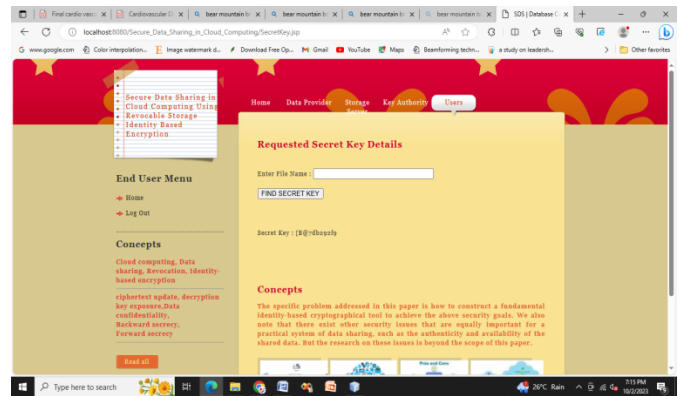 Final cardio vasc
Cardiovascular D
bear mountain b
bear mountain b
bear mountain b
bear mountain b
SDS | Database C
localhost:8080/Secure_Data_Sharing_in_Cloud_Computing/SecretKey.jsp
www.google.com
Color interpolation...
Image watermark d...
Download Free Op...
Gmail
YouTube
Maps
Beamforming techn...
a study on leadersh...
Other favorites
Secure Data Sharing in
Cloud Computing Using
Revocable Storage
Identity Based
Encryption
Home
Data Provider
Storage
Server
Key Authority
Users
Requested Secret Key Details
Enter File Name :
FIND SECRET KEY
Secret Key :
End User Menu
Home
Log Out
Concepts
Cloud computing, Data
sharing, Revocation, Identity-
based encryption
ciphertext update, decryption
key exposure,Data
confidentiality,
Backward secrecy,
Forward secrecy
Read all
Concepts
The specific problem addressed in this paper is how to construct a fundamental
identity-based cryptographical tool to achieve the above security goals. We also
note that there exist other security issues that are equally important for a
practical system of data sharing, such as the authenticity and availability of the
shared data. But the research on these issues is beyond the scope of this paper.
Pros and Cons
Type here to search
26°C Rain
7:15 PM
10/2/2023